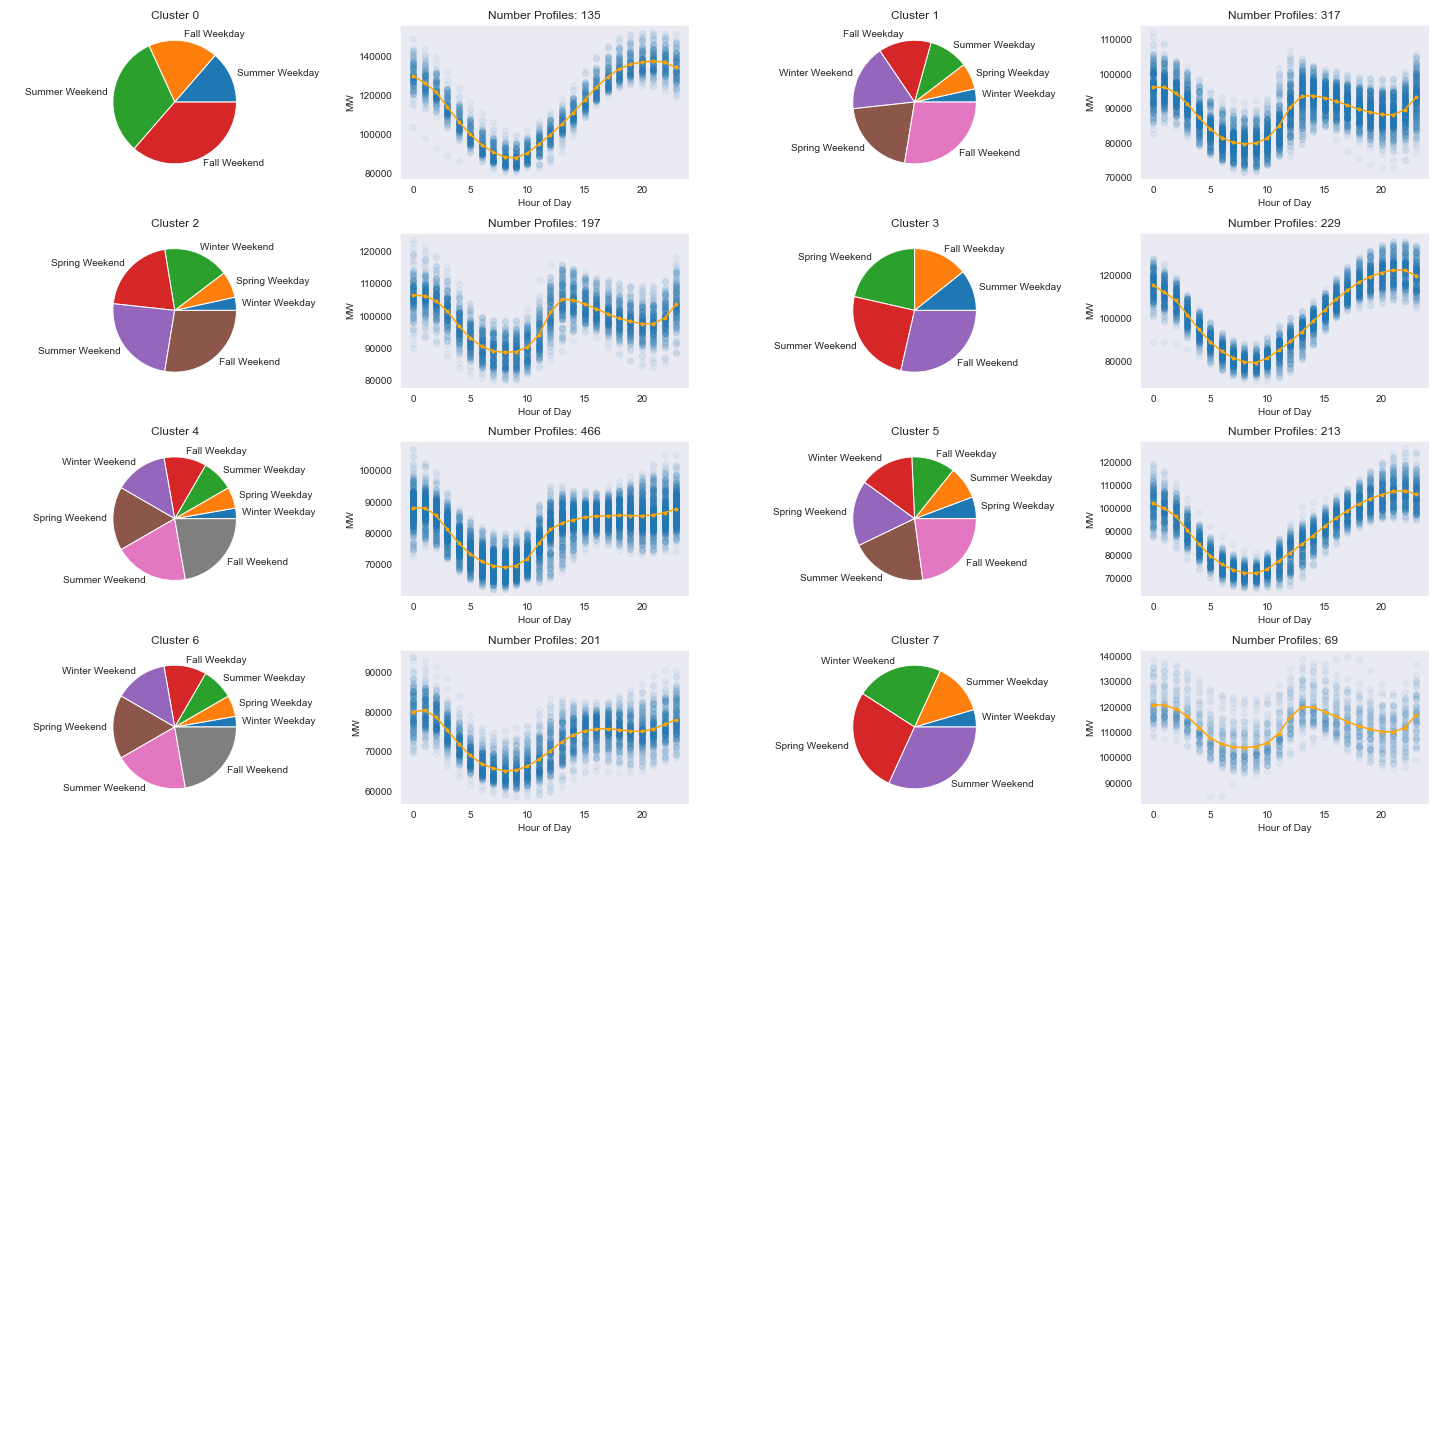 Cluster 0
Fall Weekday
Summer Weekday
Summer Weekend
Fall Weekend
Number Profiles: 135
MW
140000
120000
100000
80000
0 5 10 15 20
Hour of Day
Cluster 1
Fall Weekday
Summer Weekday
Winter Weekend
Spring Weekday
Winter Weekday
Spring Weekend
Fall Weekend
Number Profiles: 317
MW
110000
100000
90000
80000
70000
0 5 10 15 20
Hour of Day
Cluster 2
Winter Weekend
Spring Weekend
Spring Weekday
Winter Weekday
Summer Weekend
Fall Weekend
Number Profiles: 197
MW
120000
110000
100000
90000
80000
0 5 10 15 20
Hour of Day
Cluster 3
Fall Weekday
Spring Weekend
Summer Weekday
Summer Weekend
Fall Weekend
Number Profiles: 229
MW
120000
100000
80000
0 5 10 15 20
Hour of Day
Cluster 4
Fall Weekday
Winter Weekend
Summer Weekday
Spring Weekday
Winter Weekday
Spring Weekend
Fall Weekend
Summer Weekend
Number Profiles: 466
MW
100000
90000
80000
70000
0 5 10 15 20
Hour of Day
Cluster 5
Fall Weekday
Winter Weekend
Summer Weekday
Spring Weekday
Spring Weekend
Fall Weekend
Summer Weekend
Number Profiles: 213
MW
120000
110000
100000
90000
80000
70000
0 5 10 15 20
Hour of Day
Cluster 6
Fall Weekday
Winter Weekend
Summer Weekday
Spring Weekday
Winter Weekday
Spring Weekend
Fall Weekend
Summer Weekend
Number Profiles: 201
MW
90000
80000
70000
60000
0 5 10 15 20
Hour of Day
Cluster 7
Winter Weekend
Summer Weekday
Winter Weekday
Spring Weekend
Summer Weekend
Number Profiles: 69
MW
140000
130000
120000
110000
100000
90000
0 5 10 15 20
Hour of Day